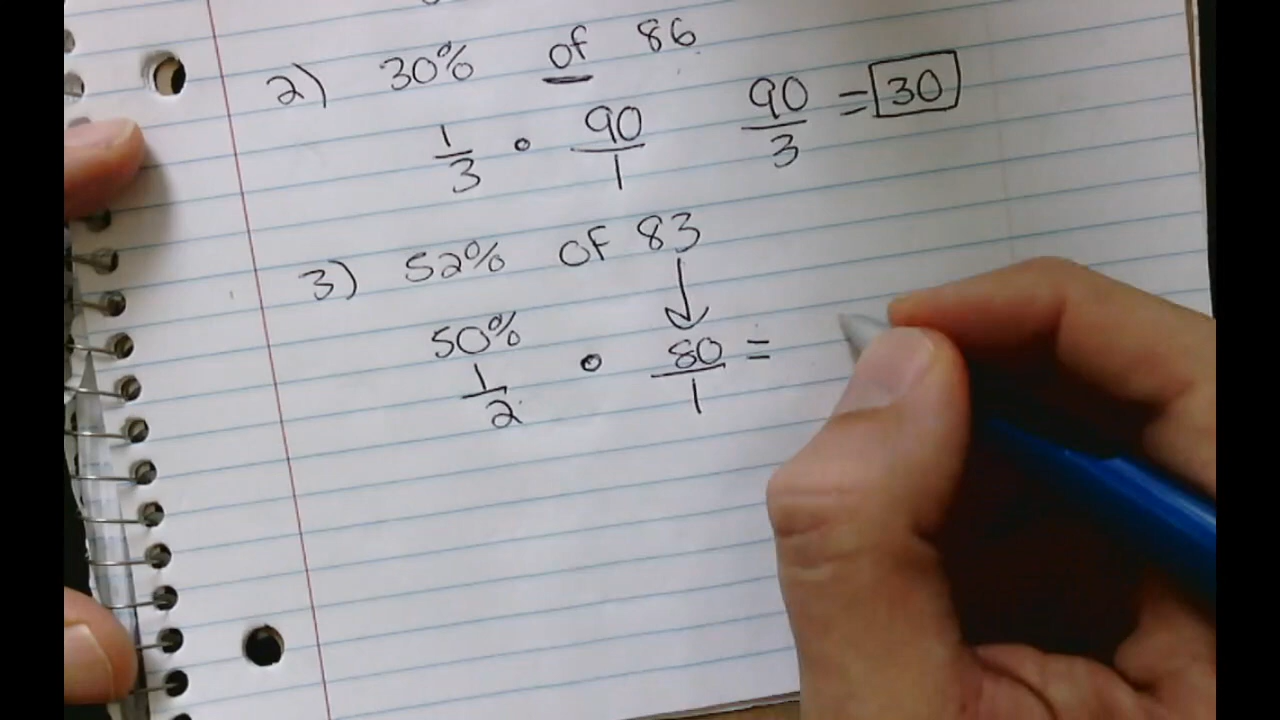 2) 30% of 86
1/3 • 90/1 90/3 = 30
3) 52% OF 83
50%
1/2 • 80/1 =